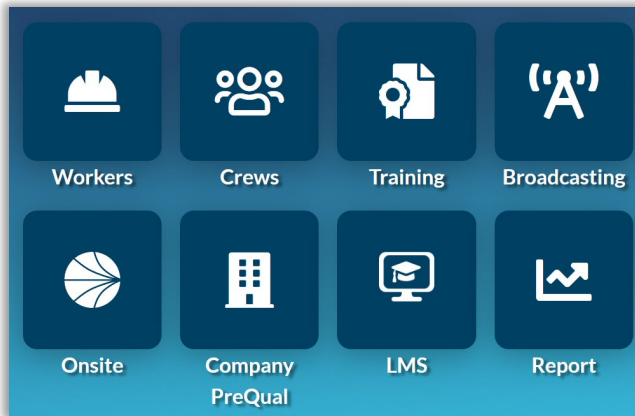 Workers
Crews
Training
Broadcasting
Onsite
Company
PreQual
LMS
Report